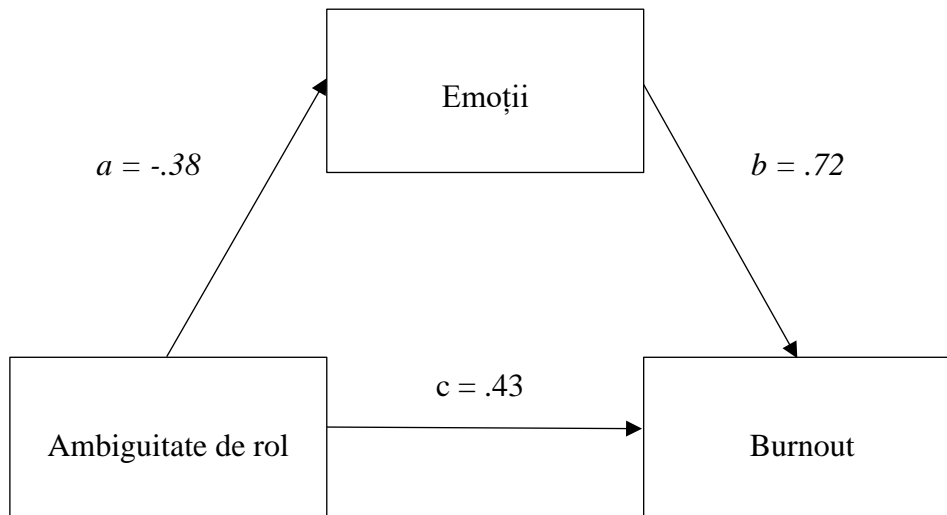 Emoții
a = -.38
b = .72
c = .43
Ambiguitate de rol
Burnout